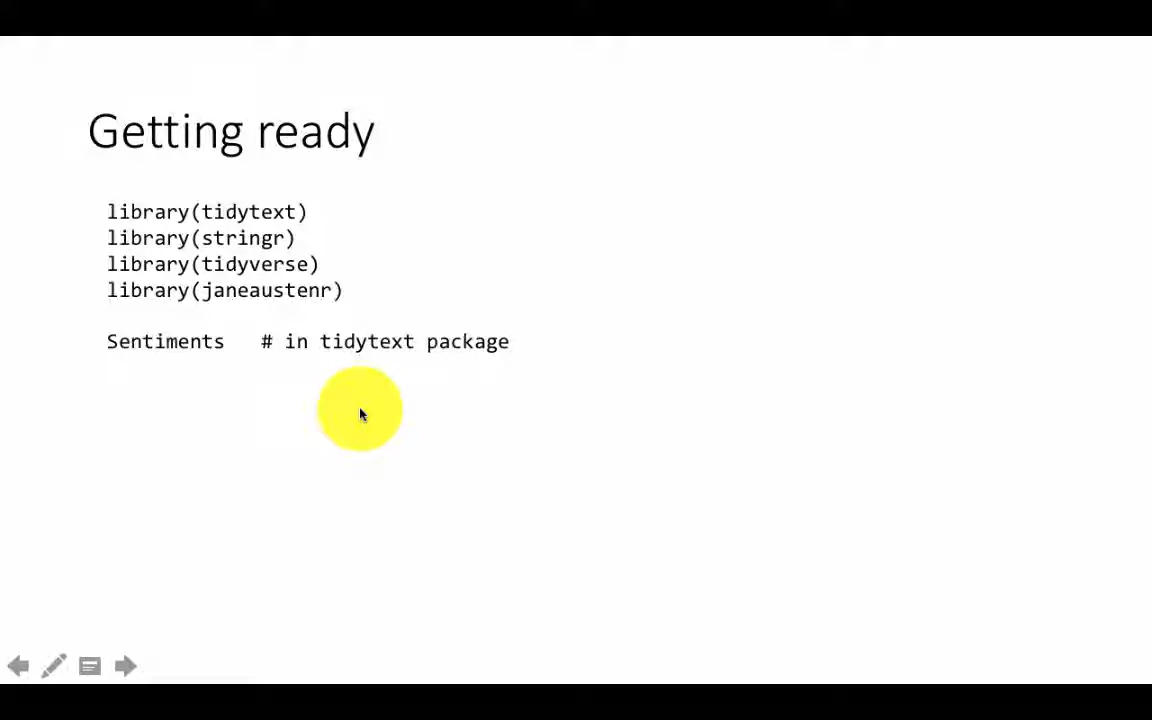 Getting ready
library(tidytext)
library(stringr)
library(tidyverse)
library(janeaustenr)
Sentiments # in tidytext package